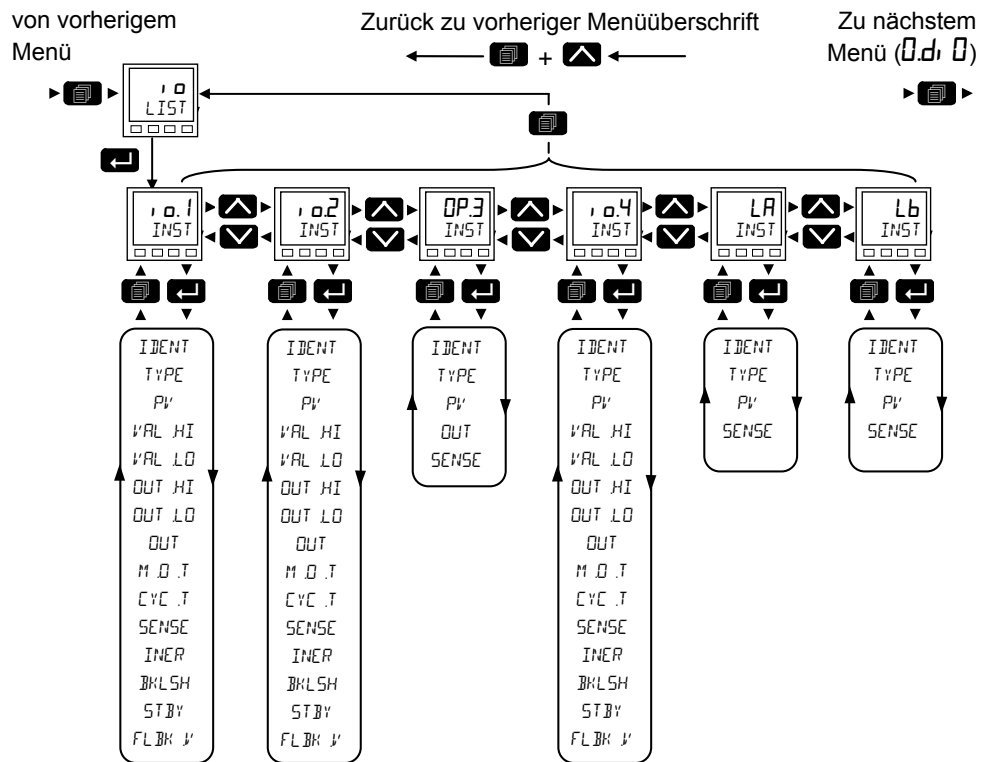 von vorherigem
Menü
Zurück zu vorheriger Menüüberschrift
+
Zu nächstem
Menü (0.di 0)
io
LIST
io.1
INST
io.2
INST
OP.3
INST
io.4
INST
LA
INST
Lb
INST
IDENT
TYPE
PV
VAL.HI
VAL.LO
OUT.HI
OUT.LO
OUT
M.O.T
CYC.T
SENSE
INER
BKLSH
STBY
FLBK.V
IDENT
TYPE
PV
VAL.HI
VAL.LO
OUT.HI
OUT.LO
OUT
M.O.T
CYC.T
SENSE
INER
BKLSH
STBY
FLBK.V
IDENT
TYPE
PV
OUT
SENSE
IDENT
TYPE
PV
VAL.HI
VAL.LO
OUT.HI
OUT.LO
OUT
M.O.T
CYC.T
SENSE
INER
BKLSH
STBY
FLBK.V
IDENT
TYPE
PV
SENSE
IDENT
TYPE
PV
SENSE